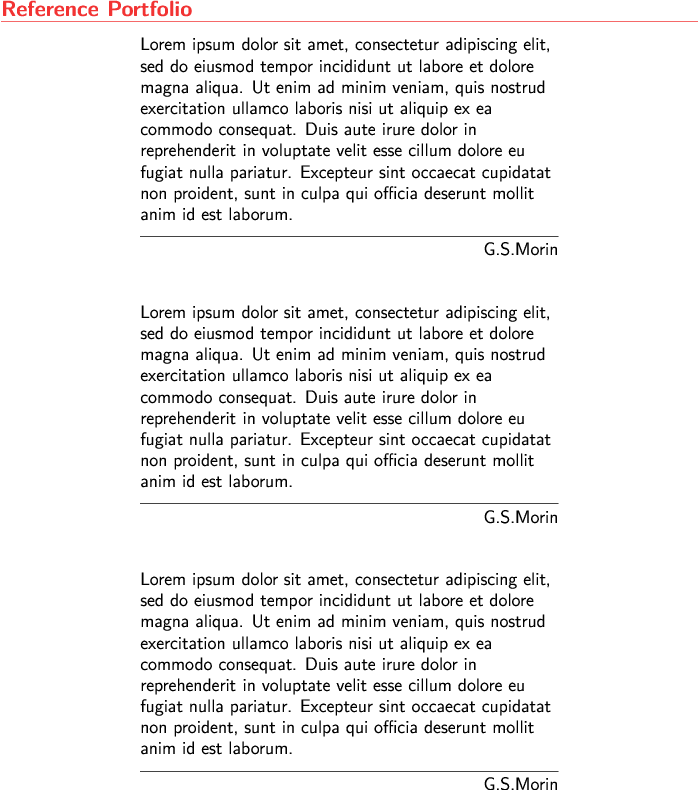 Reference Portfolio
Lorem ipsum dolor sit amet, consectetur adipiscing elit,
sed do eiusmod tempor incididunt ut labore et dolore
magna aliqua. Ut enim ad minim veniam, quis nostrud
exercitation ullamco laboris nisi ut aliquip ex ea
commodo consequat. Duis aute irure dolor in
reprehenderit in voluptate velit esse cillum dolore eu
fugiat nulla pariatur. Excepteur sint occaecat cupidatat
non proident, sunt in culpa qui officia deserunt mollit
anim id est laborum.
G.S.Morin
Lorem ipsum dolor sit amet, consectetur adipiscing elit,
sed do eiusmod tempor incididunt ut labore et dolore
magna aliqua. Ut enim ad minim veniam, quis nostrud
exercitation ullamco laboris nisi ut aliquip ex ea
commodo consequat. Duis aute irure dolor in
reprehenderit in voluptate velit esse cillum dolore eu
fugiat nulla pariatur. Excepteur sint occaecat cupidatat
non proident, sunt in culpa qui officia deserunt mollit
anim id est laborum.
G.S.Morin
Lorem ipsum dolor sit amet, consectetur adipiscing elit,
sed do eiusmod tempor incididunt ut labore et dolore
magna aliqua. Ut enim ad minim veniam, quis nostrud
exercitation ullamco laboris nisi ut aliquip ex ea
commodo consequat. Duis aute irure dolor in
reprehenderit in voluptate velit esse cillum dolore eu
fugiat nulla pariatur. Excepteur sint occaecat cupidatat
non proident, sunt in culpa qui officia deserunt mollit
anim id est laborum.
G.S.Morin